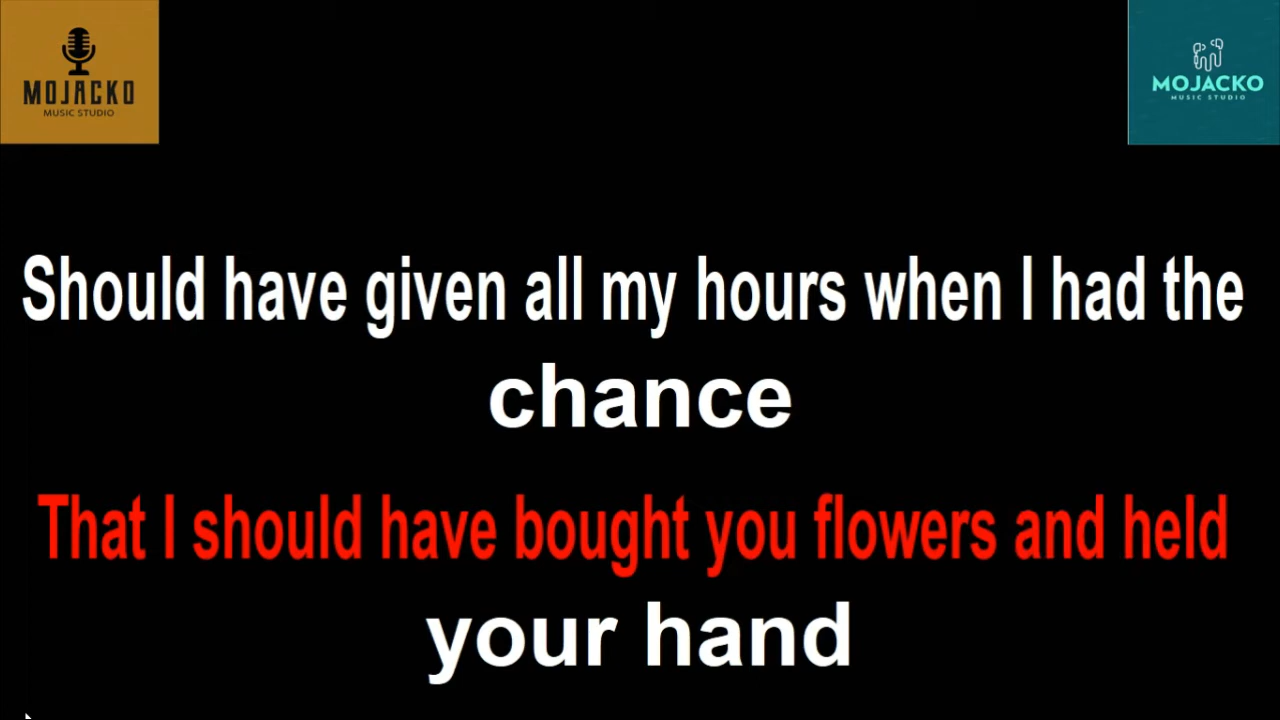 MOJACKO
MUSIC STUDIO
MOJACKO
MUSIC STUDIO
Should have given all my hours when I had the
chance
That I should have bought you flowers and held
your hand